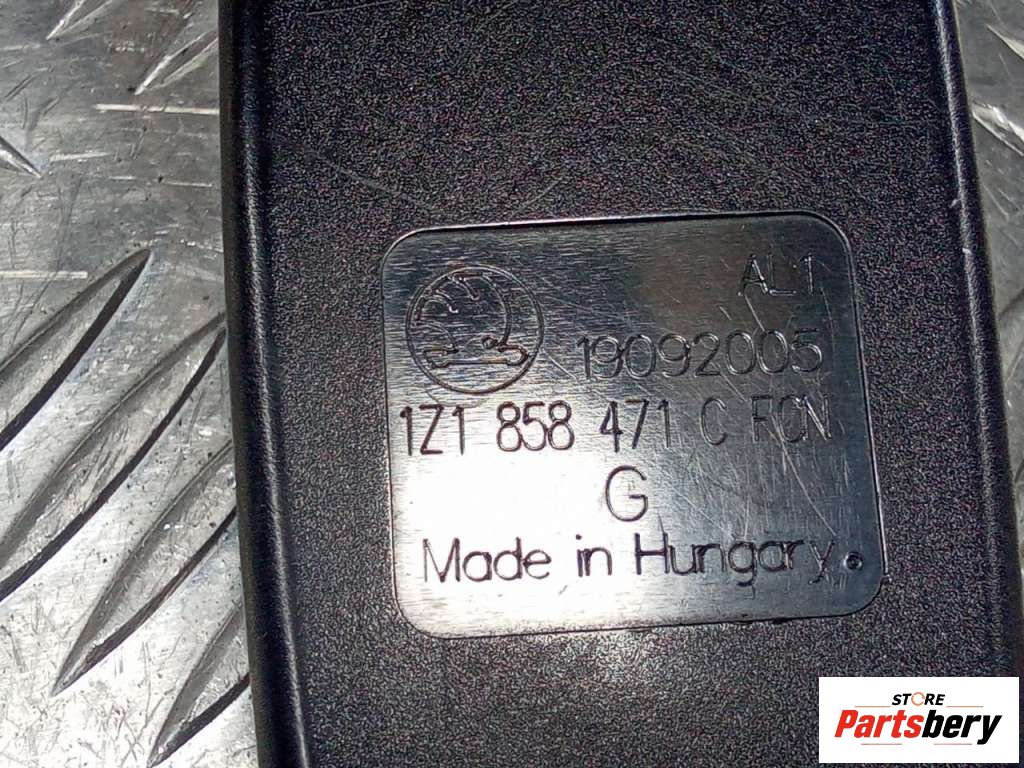 AL1
19092005
1Z1 858 471 C FCN
G
Made in Hungary.
STORE
Partsbery